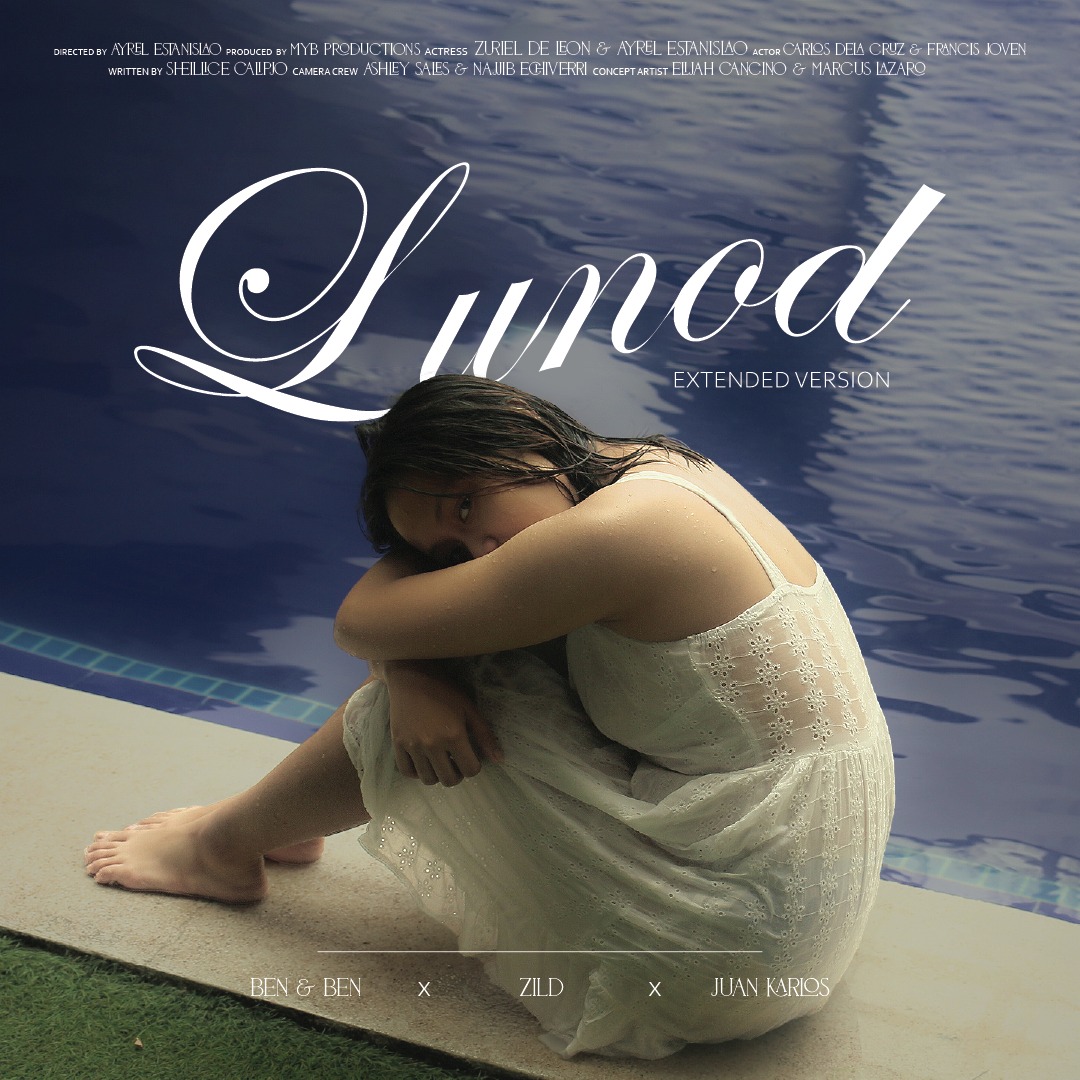 DIRECTED BY AYREL ESTANISLAO PRODUCED BY MYB PRODUCTIONS ACTRESS ZURIEL DE LEON & AYREL ESTANISLAO ACTOR CARLOS DELA CRUZ & FRANCIS JOVEN
WRITTEN BY SHEILLICE CALIPJO CAMERA CREW ASHLEY SALES & NAJIIB ECHIVERRI CONCEPT ARTIST ELIJAH CANCINO & MARCUS LAZARO
Lunod
EXTENDED VERSION
BEN & BEN X ZILD X JUAN KARLOS